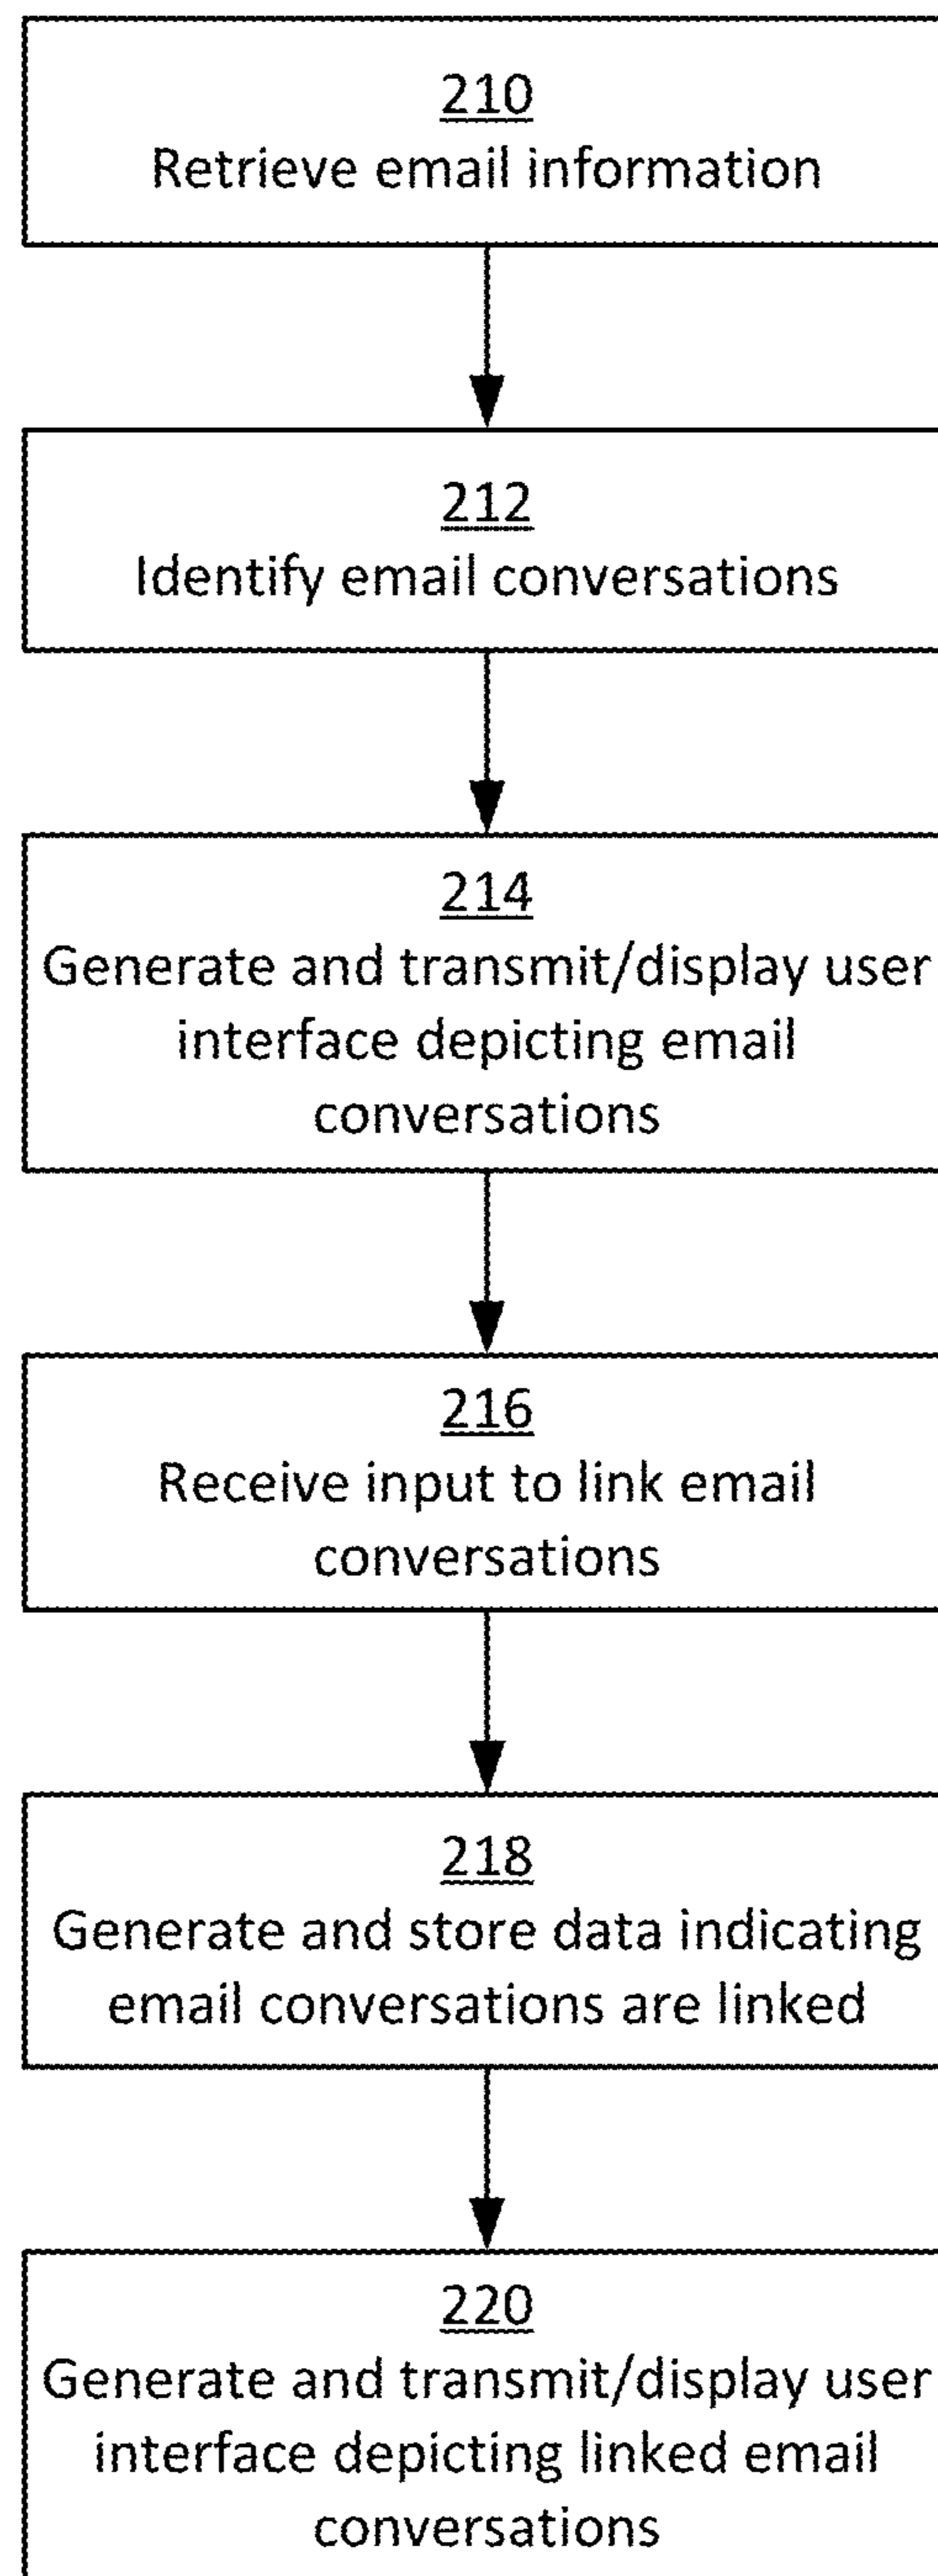 210
Retrieve email information
212
Identify email conversations
214
Generate and transmit/display user
interface depicting email
conversations
216
Receive input to link email
conversations
218
Generate and store data indicating
email conversations are linked
220
Generate and transmit/display user
interface depicting linked email
conversations